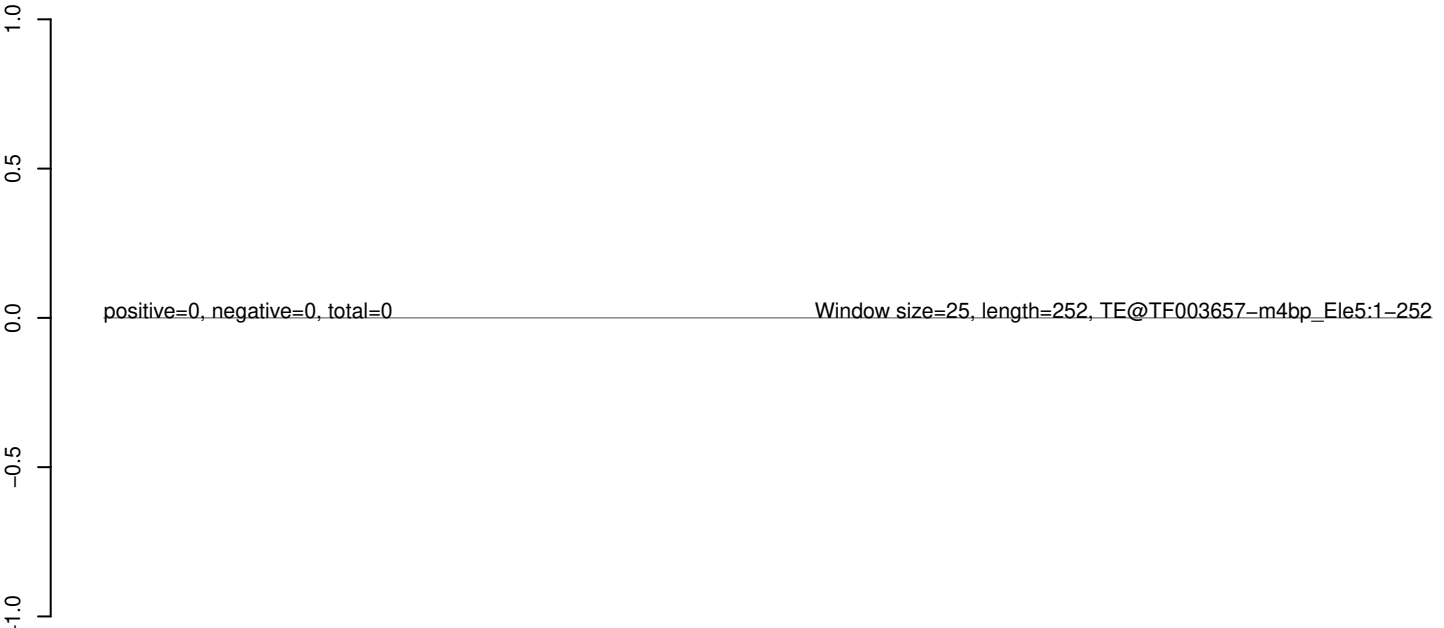 1.0
0.5
0.0
−0.5
−1.0
positive=0, negative=0, total=0
Window size=25, length=252, TE@TF003657−m4bp_Ele5:1−252